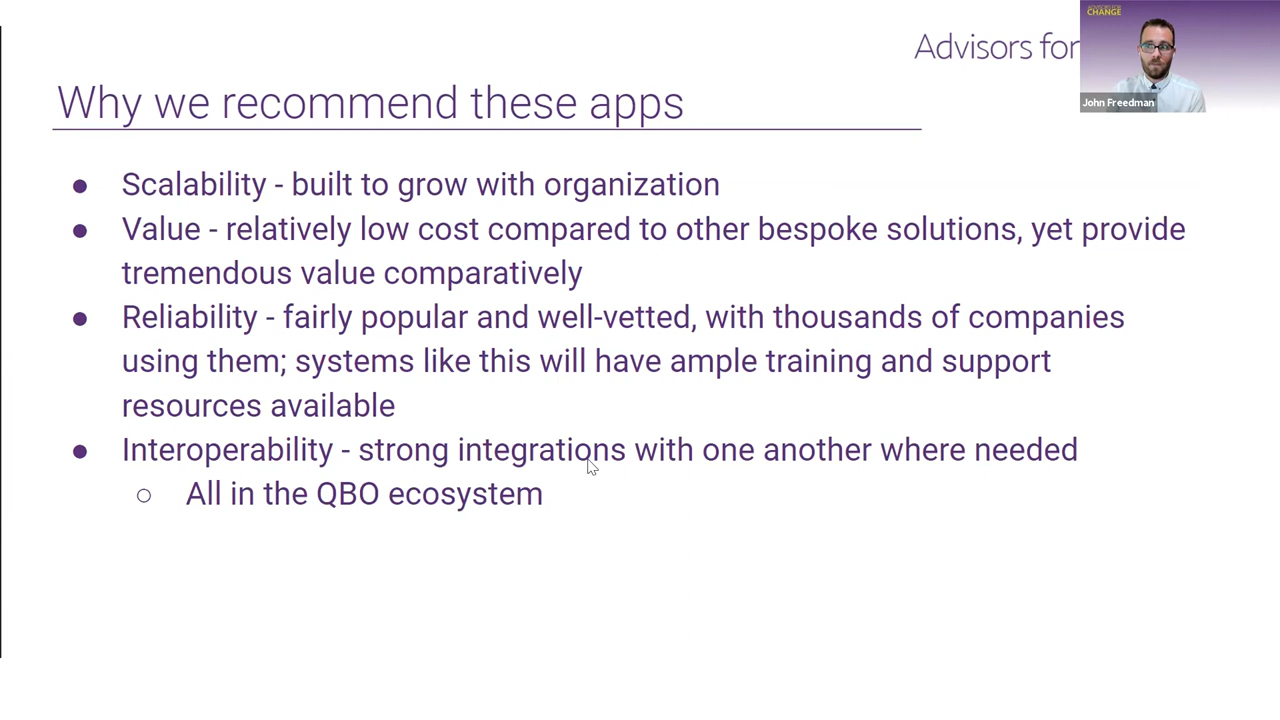 ADVISORS FOR
CHANGE
Advisors for
John Freedman
Why we recommend these apps
● Scalability - built to grow with organization
● Value - relatively low cost compared to other bespoke solutions, yet provide
tremendous value comparatively
● Reliability - fairly popular and well-vetted, with thousands of companies
using them; systems like this will have ample training and support
resources available
● Interoperability - strong integrations with one another where needed
○ All in the QBO ecosystem